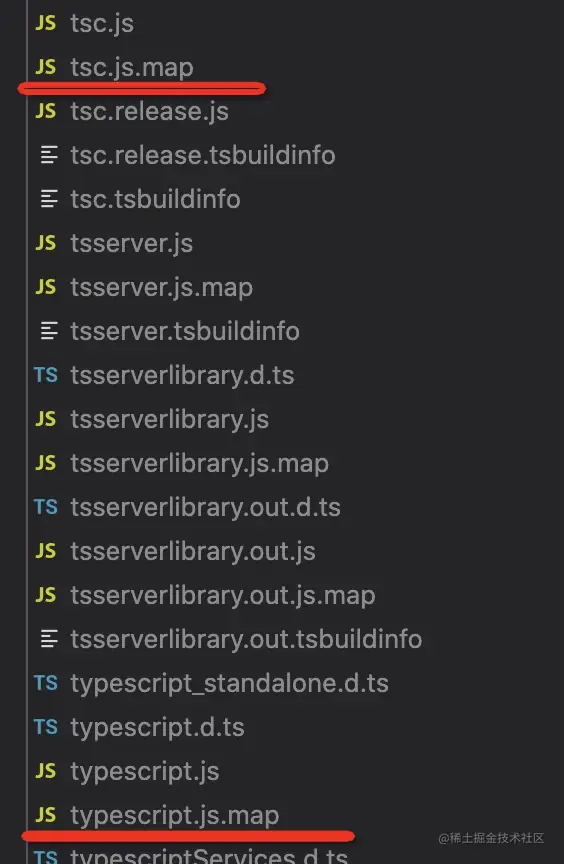 JS tsc.js
JS tsc.js.map
JS tsc.release.js
tsc.release.tsbuildinfo
tsc.tsbuildinfo
JS tsserver.js
JS tsserver.js.map
tsserver.tsbuildinfo
TS tsserverlibrary.d.ts
JS tsserverlibrary.js
JS tsserverlibrary.js.map
TS tsserverlibrary.out.d.ts
JS tsserverlibrary.out.js
JS tsserverlibrary.out.js.map
tsserverlibrary.out.tsbuildinfo
TS typescript_standalone.d.ts
TS typescript.d.ts
JS typescript.js
JS typescript.js.map
@稀土掘金技术社区
TS typescriptServices.d.ts